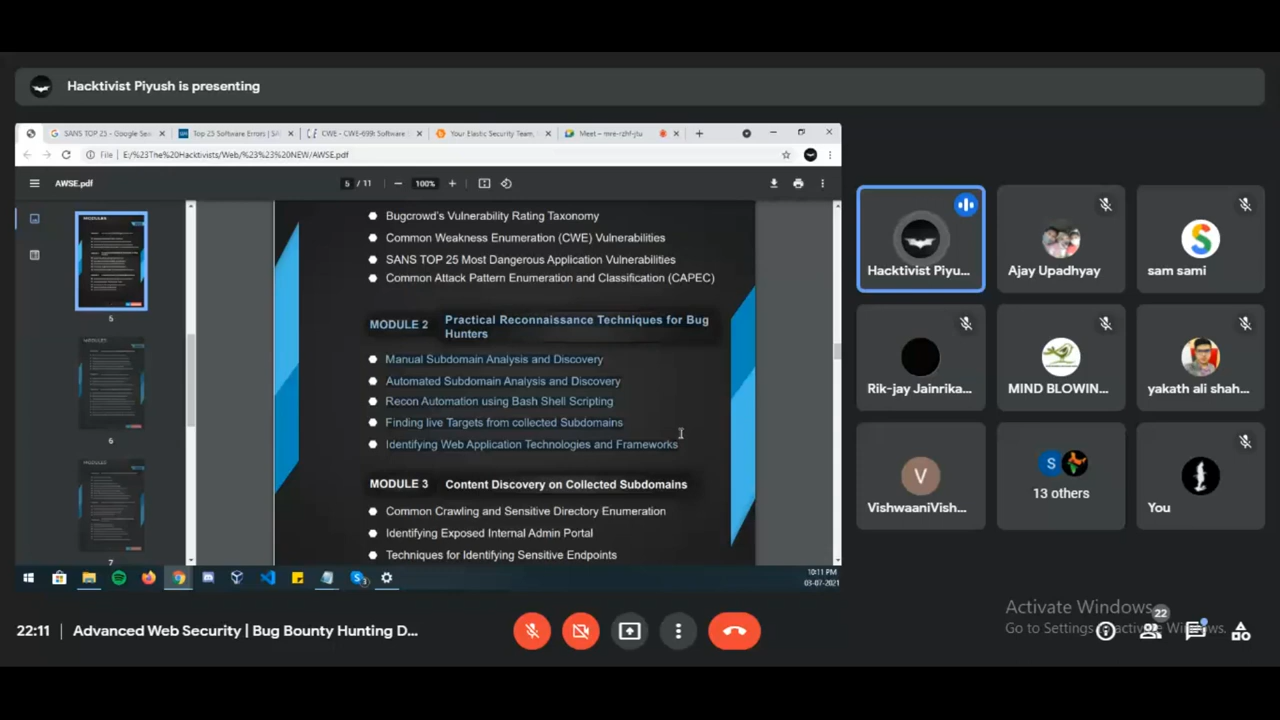 Hacktivist Piyush is presenting
SANS TOP 25 - Google Sea
Top 25 Software Errors | SA
CWE - CWE-699: Software
Your Elastic Security Team,
Meet – mre-rzhf-jtu
File | E:/%23The%20Hacktivists/Web/%23%23%20NEW/AWSE.pdf
AWSE.pdf
5 / 11
100%
5
6
7
Bugcrowd's Vulnerability Rating Taxonomy
Common Weakness Enumeration (CWE) Vulnerabilities
SANS TOP 25 Most Dangerous Application Vulnerabilities
Common Attack Pattern Enumeration and Classification (CAPEC)
MODULE 2 Practical Reconnaissance Techniques for Bug
Hunters
Manual Subdomain Analysis and Discovery
Automated Subdomain Analysis and Discovery
Recon Automation using Bash Shell Scripting
Finding live Targets from collected Subdomains
Identifying Web Application Technologies and Frameworks
MODULE 3 Content Discovery on Collected Subdomains
Common Crawling and Sensitive Directory Enumeration
Identifying Exposed Internal Admin Portal
Techniques for Identifying Sensitive Endpoints
10:11 PM
03-07-2021
Hacktivist Piyu...
Ajay Upadhyay
sam sami
Rik-jay Jainrika...
MIND BLOWIN...
yakath ali shah...
V
VishwaaniVish...
S
13 others
You
22:11 | Advanced Web Security | Bug Bounty Hunting D...
Activate Windows
Go to Settings to activate Windows.
22